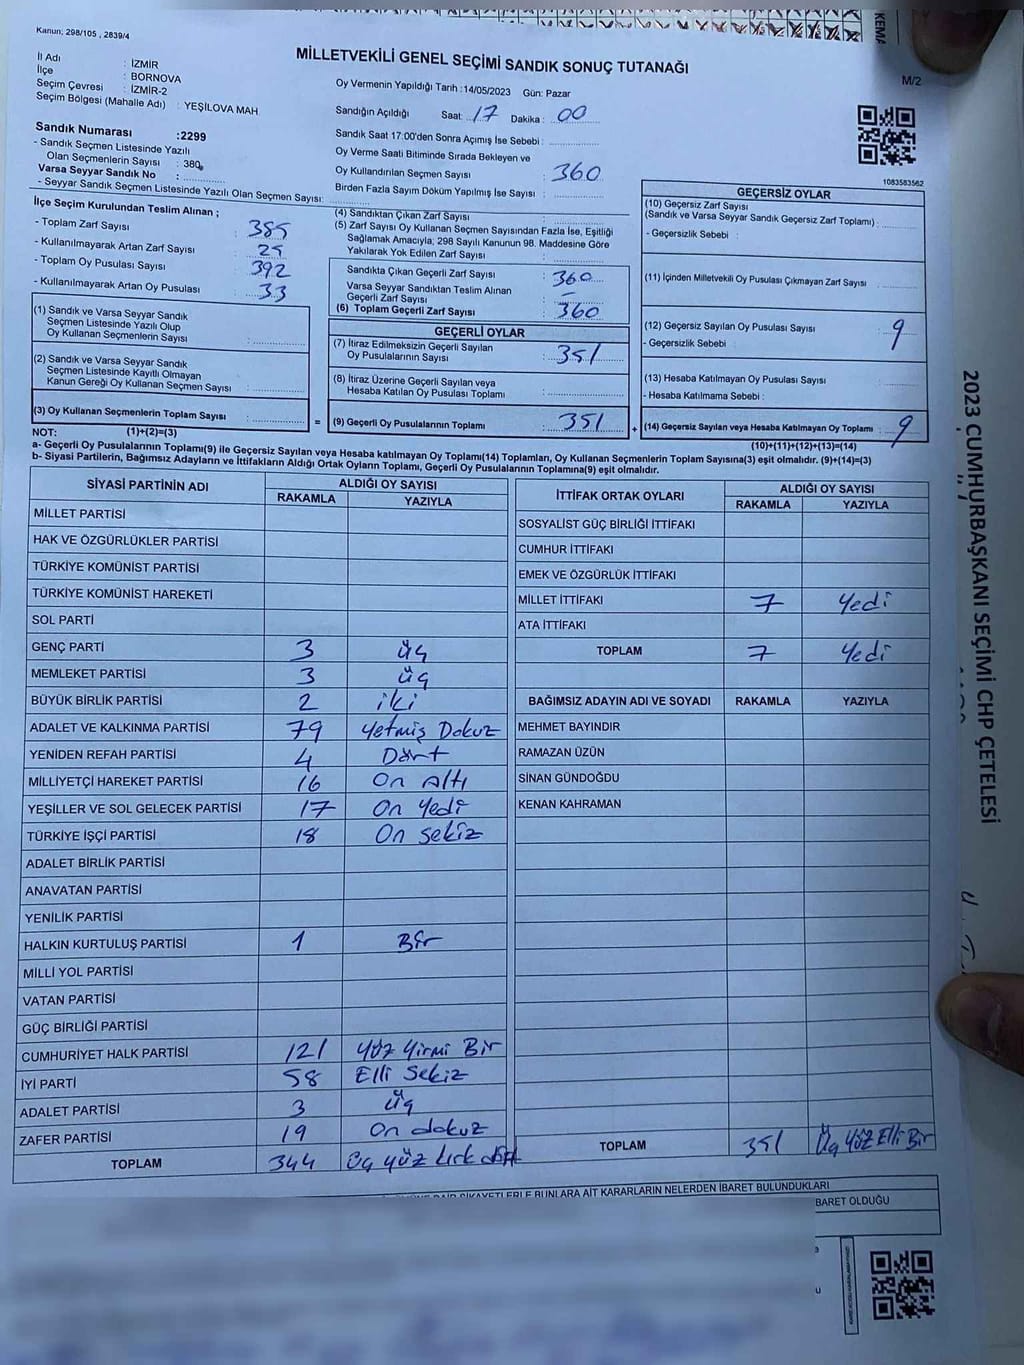 Kanun; 298/105 , 2839/4
MİLLETVEKİLİ GENEL SEÇİMİ SANDIK SONUÇ TUTANAĞI
M/2
İl Adı : İZMİR
İlçe : BORNOVA
Seçim Çevresi : İZMİR-2
Seçim Bölgesi (Mahalle Adı) : YEŞİLOVA MAH
Sandık Numarası :2299
- Sandık Seçmen Listesinde Yazılı
Olan Seçmenlerin Sayısı : 380
Varsa Seyyar Sandık No :
- Seyyar Sandık Seçmen Listesinde Yazılı Olan Seçmen Sayısı:
Oy Vermenin Yapıldığı Tarih :14/05/2023 Gün: Pazar
Sandığın Açıldığı Saat: 17 Dakika : 00
Sandık Saat 17:00'den Sonra Açımış İse Sebebi :
Oy Verme Saati Bitiminde Sırada Bekleyen ve
Oy Kullandırılan Seçmen Sayısı : 360
Birden Fazla Sayım Döküm Yapılmış İse Sayısı :
1083583562
İlçe Seçim Kurulundan Teslim Alınan ;
- Toplam Zarf Sayısı : 385
- Kullanılmayarak Artan Zarf Sayısı : 25
- Toplam Oy Pusulası Sayısı : 392
- Kullanılmayarak Artan Oy Pusulası : 33
(1) Sandık ve Varsa Seyyar Sandık
Seçmen Listesinde Yazılı Olup
Oy Kullanan Seçmenlerin Sayısı :
(2) Sandık ve Varsa Seyyar Sandık
Seçmen Listesinde Kayıtlı Olmayan
Kanun Gereği Oy Kullanan Seçmen Sayısı :
(3) Oy Kullanan Seçmenlerin Toplam Sayısı :
(4) Sandıktan Çıkan Zarf Sayısı :
(5) Zarf Sayısı Oy Kullanan Seçmen Sayısından Fazla İse, Eşitliği
Sağlamak Amacıyla; 298 Sayılı Kanunun 98. Maddesine Göre
Yakılarak Yok Edilen Zarf Sayısı :
Sandıkta Çıkan Geçerli Zarf Sayısı : 360
Varsa Seyyar Sandıktan Teslim Alınan
Geçerli Zarf Sayısı : –
(6) Toplam Geçerli Zarf Sayısı : 360
GEÇERLİ OYLAR
(7) İtiraz Edilmeksizin Geçerli Sayılan
Oy Pusulalarının Sayısı : 351
(8) İtiraz Üzerine Geçerli Sayılan veya
Hesaba Katılan Oy Pusulası Toplamı :
= (9) Geçerli Oy Pusulalarının Toplamı : 351
GEÇERSİZ OYLAR
(10) Geçersiz Zarf Sayısı
(Sandık ve Varsa Seyyar Sandık Geçersiz Zarf Toplamı) :
- Geçersizlik Sebebi :
(11) İçinden Milletvekili Oy Pusulası Çıkmayan Zarf Sayısı :
(12) Geçersiz Sayılan Oy Pusulası Sayısı : 9
- Geçersizlik Sebebi :
(13) Hesaba Katılmayan Oy Pusulası Sayısı :
- Hesaba Katılmama Sebebi :
+ (14) Geçersiz Sayılan veya Hesaba Katılmayan Oy Toplamı : 9
NOT: (1)+(2)=(3)
(10)+(11)+(12)+(13)=(14)
a- Geçerli Oy Pusulalarının Toplamı(9) ile Geçersiz Sayılan veya Hesaba katılmayan Oy Toplamı(14) Toplamları, Oy Kullanan Seçmenlerin Toplam Sayısına(3) eşit olmalıdır. (9)+(14)=(3)
b- Siyasi Partilerin, Bağımsız Adayların ve İttifakların Aldığı Ortak Oyların Toplamı, Geçerli Oy Pusulalarının Toplamına(9) eşit olmalıdır.
SİYASİ PARTİNİN ADI ALDIĞI OY SAYISI
RAKAMLA YAZIYLA
MİLLET PARTİSİ
HAK VE ÖZGÜRLÜKLER PARTİSİ
TÜRKİYE KOMÜNİST PARTİSİ
TÜRKİYE KOMÜNİST HAREKETİ
SOL PARTİ
GENÇ PARTİ 3 üç
MEMLEKET PARTİSİ 3 üç
BÜYÜK BİRLİK PARTİSİ 2 iki
ADALET VE KALKINMA PARTİSİ 79 Yetmiş Dokuz
YENİDEN REFAH PARTİSİ 4 Dört
MİLLİYETÇİ HAREKET PARTİSİ 16 On Altı
YEŞİLLER VE SOL GELECEK PARTİSİ 17 On Yedi
TÜRKİYE İŞÇİ PARTİSİ 18 On Sekiz
ADALET BİRLİK PARTİSİ
ANAVATAN PARTİSİ
YENİLİK PARTİSİ
HALKIN KURTULUŞ PARTİSİ 1 Bir
MİLLİ YOL PARTİSİ
VATAN PARTİSİ
GÜÇ BİRLİĞİ PARTİSİ
CUMHURİYET HALK PARTİSİ 121 Yüz Yirmi Bir
İYİ PARTİ 58 Elli Sekiz
ADALET PARTİSİ 3 üç
ZAFER PARTİSİ 19 On dokuz
TOPLAM 344 Üç yüz kırk dört
İTTİFAK ORTAK OYLARI ALDIĞI OY SAYISI
RAKAMLA YAZIYLA
SOSYALİST GÜÇ BİRLİĞİ İTTİFAKI
CUMHUR İTTİFAKI
EMEK VE ÖZGÜRLÜK İTTİFAKI
MİLLET İTTİFAKI 7 Yedi
ATA İTTİFAKI
TOPLAM 7 Yedi
BAĞIMSIZ ADAYIN ADI VE SOYADI RAKAMLA YAZIYLA
MEHMET BAYINDIR
RAMAZAN ÜZÜN
SİNAN GÜNDOĞDU
KENAN KAHRAMAN
TOPLAM 351 Üç Yüz Elli Bir
ŞİKAYETLERLE BUNLARA AİT KARARLARIN NELERDEN İBARET BULUNDUKLARI
BARET OLDUĞU
KEMA
2023 CUMHURBAŞKANI SEÇİMİ CHP ÇETELESİ